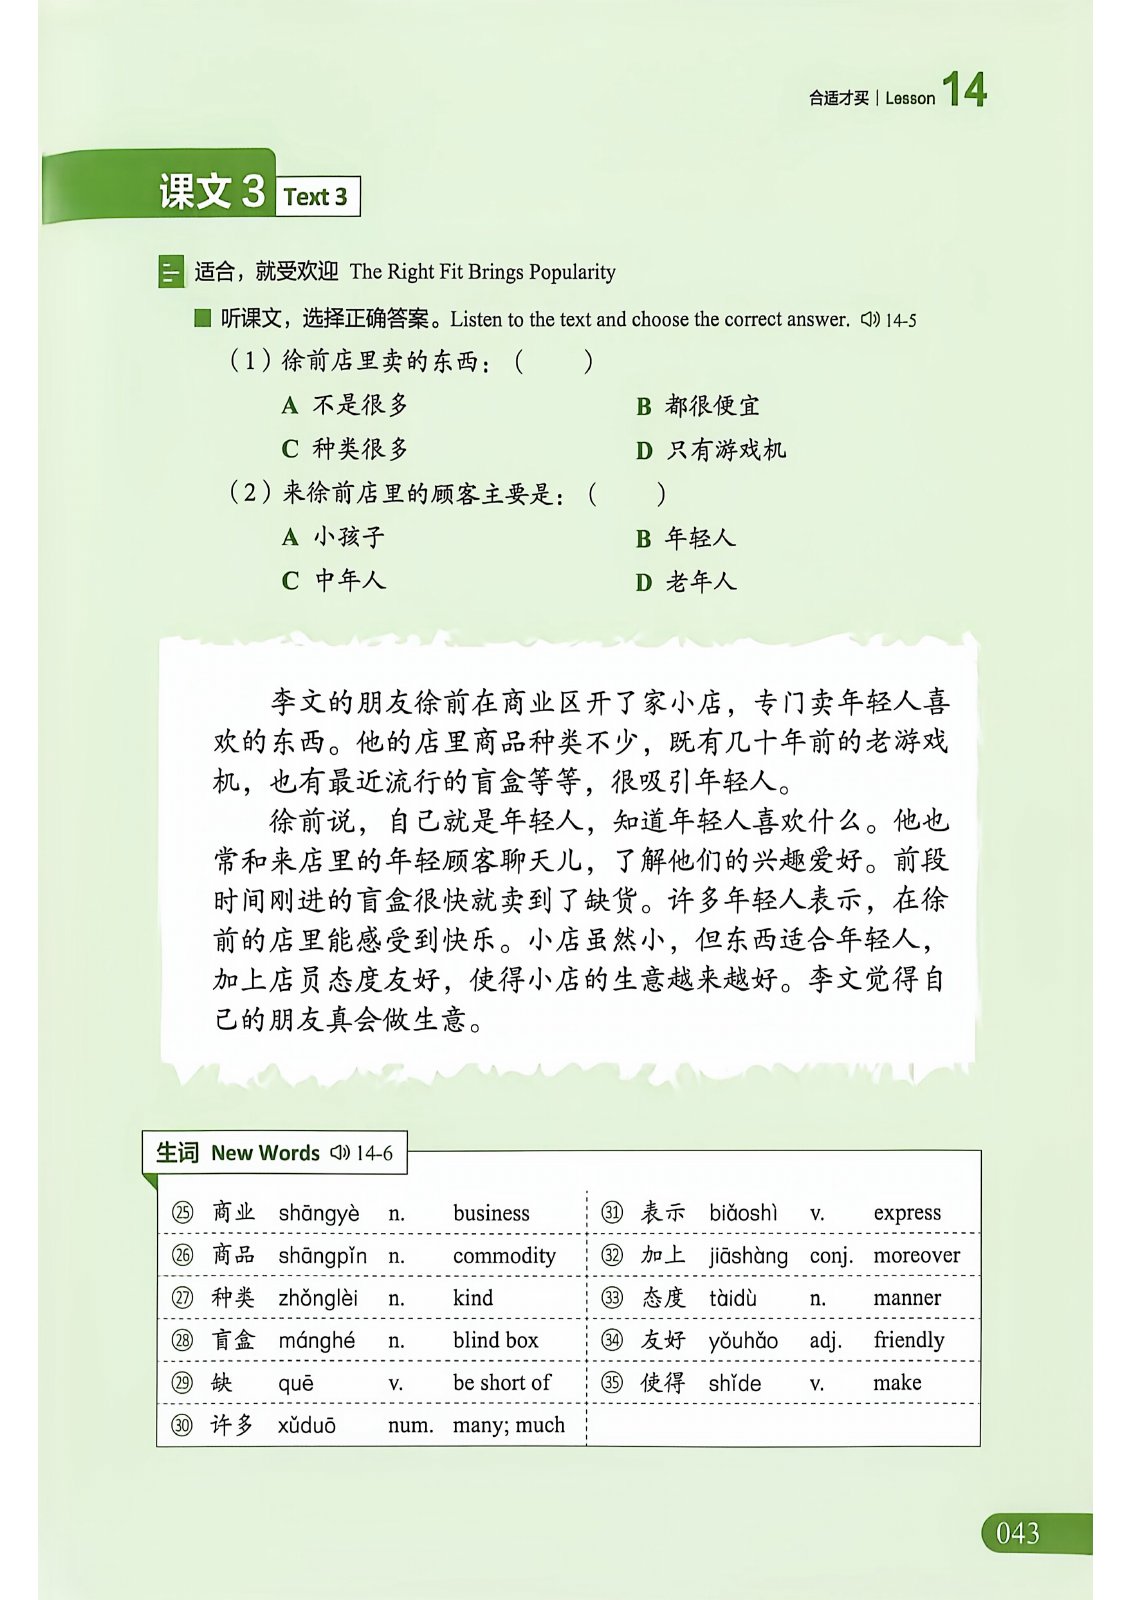 合适才买 | Lesson 14
课文 3 Text 3
适合，就受欢迎 The Right Fit Brings Popularity
听课文，选择正确答案。Listen to the text and choose the correct answer. 14-5
（1）徐前店里卖的东西：（ ）
A 不是很多 B 都很便宜
C 种类很多 D 只有游戏机
（2）来徐前店里的顾客主要是：（ ）
A 小孩子 B 年轻人
C 中年人 D 老年人
李文的朋友徐前在商业区开了家小店，专门卖年轻人喜
欢的东西。他的店里商品种类不少，既有几十年前的老游戏
机，也有最近流行的盲盒等等，很吸引年轻人。
徐前说，自己就是年轻人，知道年轻人喜欢什么。他也
常和来店里的年轻顾客聊天儿，了解他们的兴趣爱好。前段
时间刚进的盲盒很快就卖到了缺货。许多年轻人表示，在徐
前的店里能感受到快乐。小店虽然小，但东西适合年轻人，
加上店员态度友好，使得小店的生意越来越好。李文觉得自
己的朋友真会做生意。
生词 New Words 14-6
㉕ 商业 shāngyè n. business
㉖ 商品 shāngpǐn n. commodity
㉗ 种类 zhǒnglèi n. kind
㉘ 盲盒 mánghé n. blind box
㉙ 缺 quē v. be short of
㉚ 许多 xǔduō num. many; much
㉛ 表示 biǎoshì v. express
㉜ 加上 jiāshàng conj. moreover
㉝ 态度 tàidù n. manner
㉞ 友好 yǒuhǎo adj. friendly
㉟ 使得 shǐde v. make
043